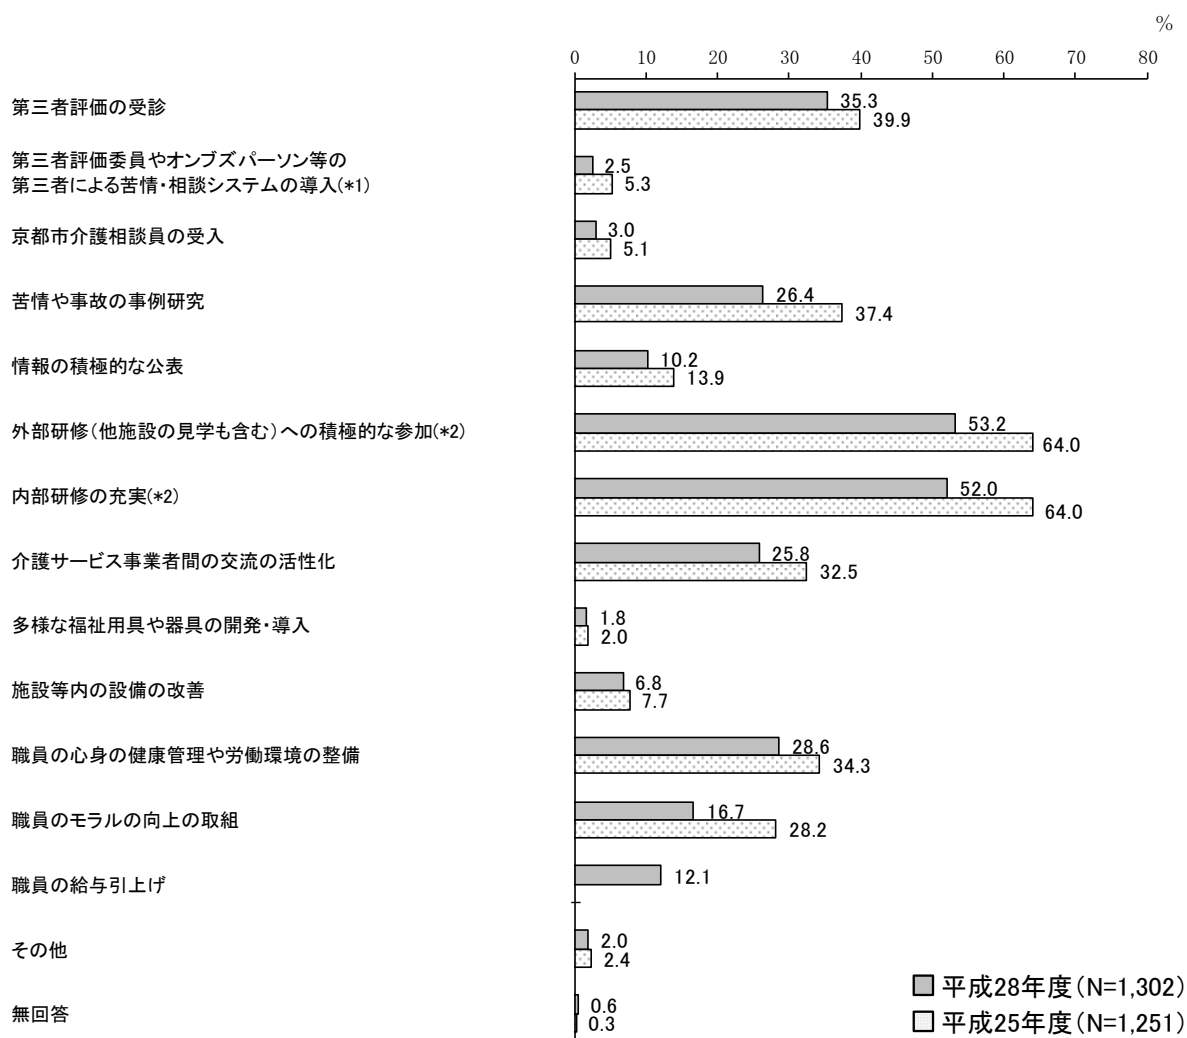 %
0 10 20 30 40 50 60 70 80
第三者評価の受診
35.3
39.9
第三者評価委員やオンブズパーソン等の
第三者による苦情・相談システムの導入(*1)
2.5
5.3
京都市介護相談員の受入
3.0
5.1
苦情や事故の事例研究
26.4
37.4
情報の積極的な公表
10.2
13.9
外部研修(他施設の見学も含む)への積極的な参加(*2)
53.2
64.0
内部研修の充実(*2)
52.0
64.0
介護サービス事業者間の交流の活性化
25.8
32.5
多様な福祉用具や器具の開発・導入
1.8
2.0
施設等内の設備の改善
6.8
7.7
職員の心身の健康管理や労働環境の整備
28.6
34.3
職員のモラルの向上の取組
16.7
28.2
職員の給与引上げ
12.1
その他
2.0
2.4
無回答
0.6
0.3
平成28年度(N=1,302)
平成25年度(N=1,251)